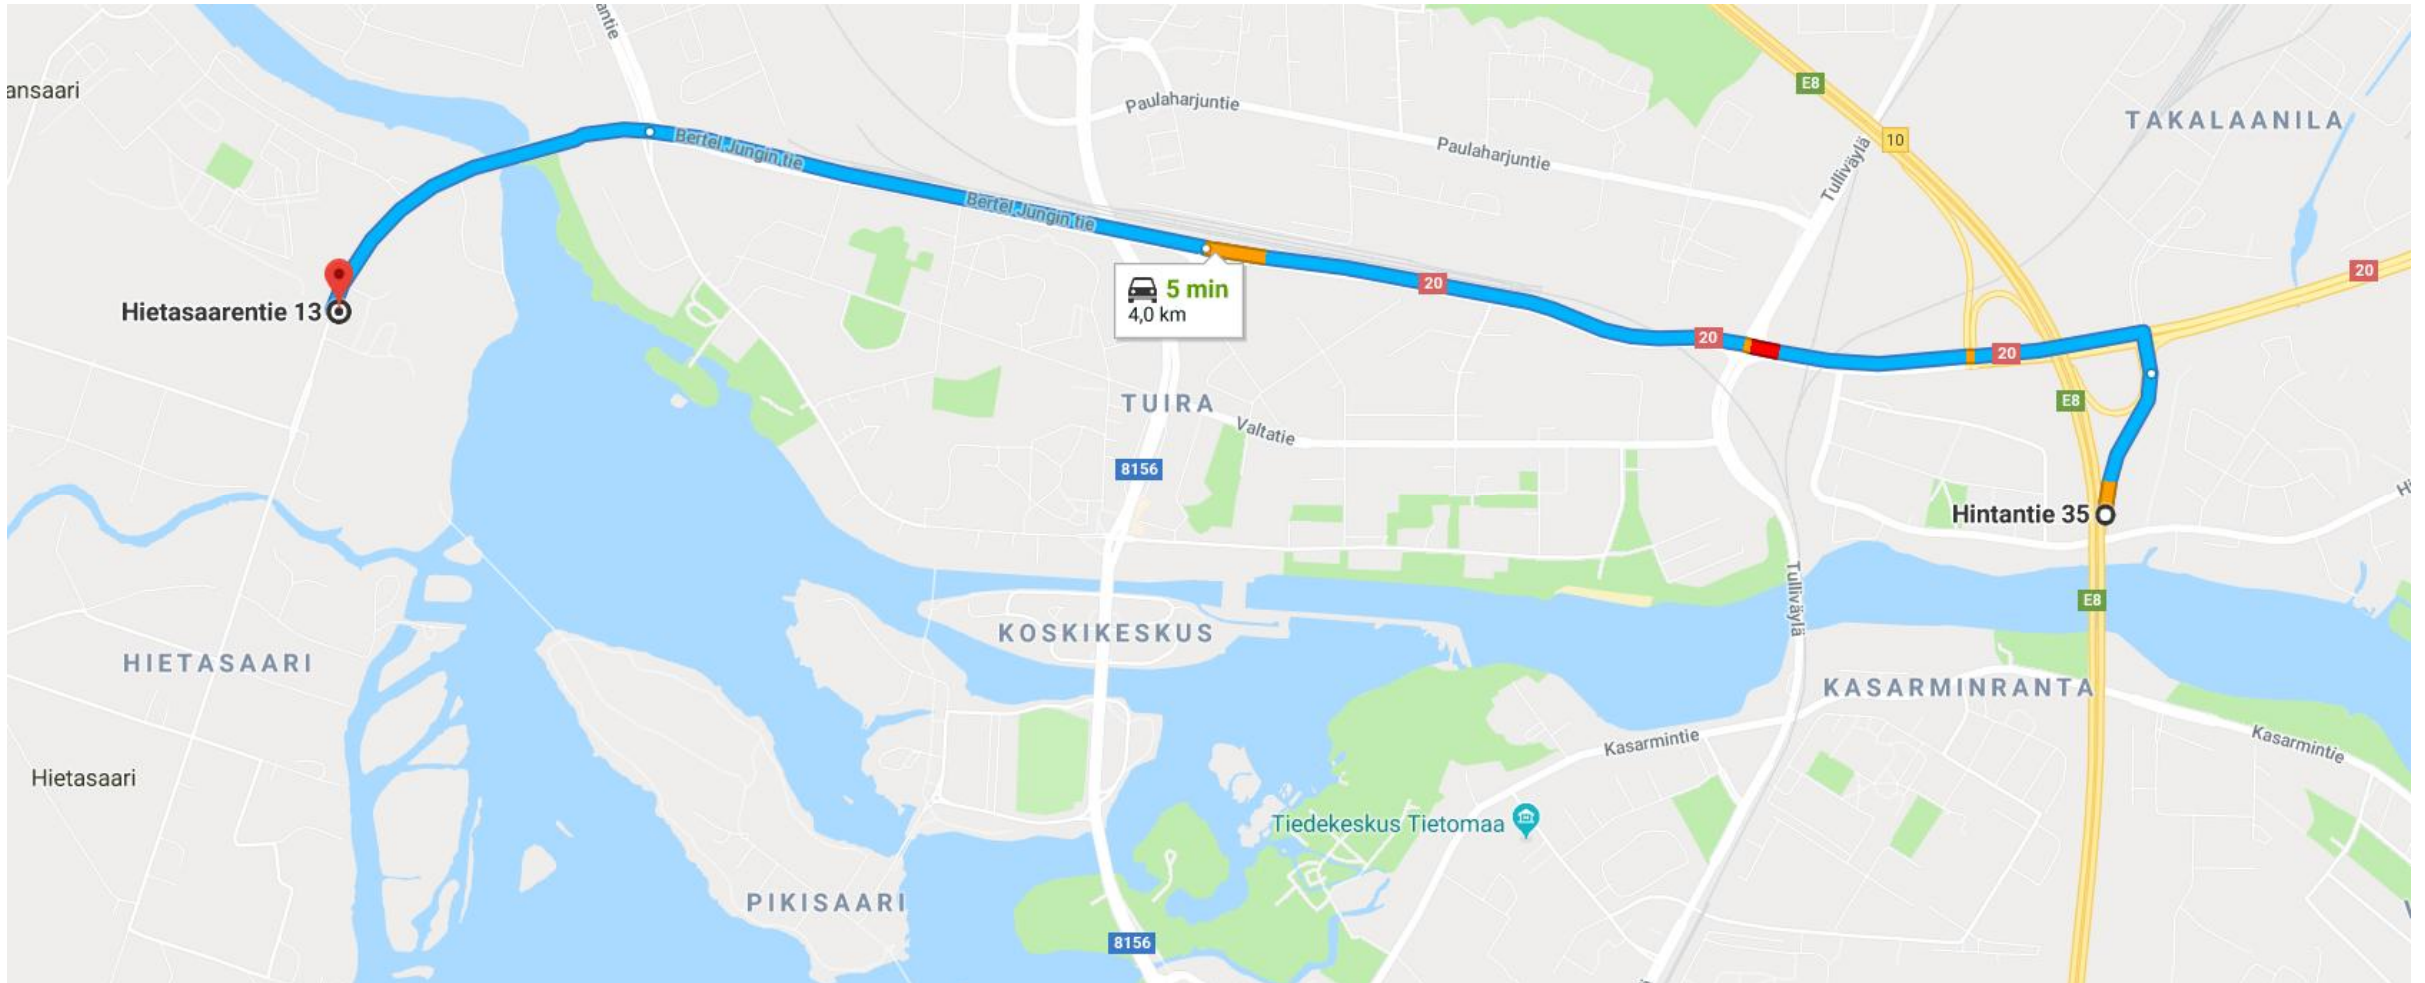 antie
ansaari
E8
Paulaharjuntie
TAKALAANILA
Bertel Jungin tie
10
Paulaharjuntie
Tulliväylä
Bertel Jungin tie
20
20
5 min
4,0 km
Hietasaarentie 13
20
20
E8
TUIRA
Valtatie
8156
Hi
Hintantie 35
Tulliväylä
E8
KOSKIKESKUS
HIETASAARI
KASARMINRANTA
Kasarmintie
Kasarmintie
Hietasaari
Tiedekeskus Tietomaa
PIKISAARI
8156